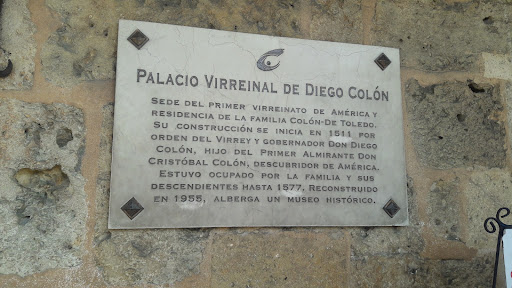 PALACIO VIRREINAL DE DIEGO COLÓN
SEDE DEL PRIMER VIRREINATO DE AMÉRICA Y
RESIDENCIA DE LA FAMILIA COLÓN-DE TOLEDO.
SU CONSTRUCCIÓN SE INICIA EN 1511 POR
ORDEN DEL VIRREY Y GOBERNADOR DON DIEGO
COLÓN, HIJO DEL PRIMER ALMIRANTE DON
CRISTÓBAL COLÓN, DESCUBRIDOR DE AMÉRICA.
ESTUVO OCUPADO POR LA FAMILIA Y SUS
DESCENDIENTES HASTA 1577. RECONSTRUIDO
EN 1955, ALBERGA UN MUSEO HISTÓRICO.